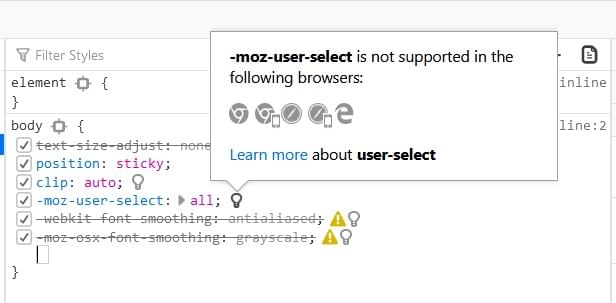 -moz-user-select is not supported in the
following browsers:
Learn more about user-select
Filter Styles
element { inline
}
body { line:2
text-size-adjust: none
position: sticky;
clip: auto;
-moz-user-select: all;
-webkit-font-smoothing: antialiased;
-moz-osx-font-smoothing: grayscale;
}